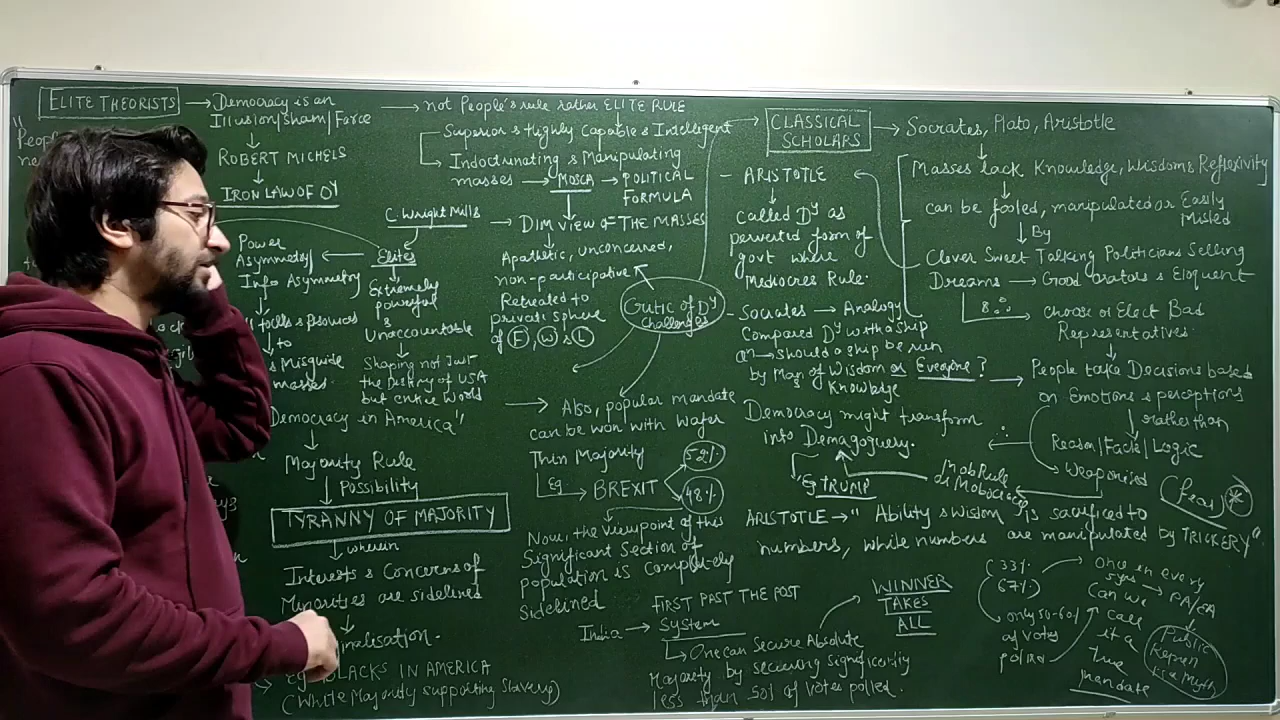 ELITE THEORISTS → Democracy is an
Illusion/Sham/Farce
→ not People's rule rather ELITE RULE
"People
Superior & Highly Capable & Intelligent
Indoctrinating & Manipulating
masses → MOSCA → POLITICAL
FORMULA
ROBERT MICHELS
IRON LAW OF Oy
C. Wright Mills → DIM VIEW OF THE MASSES
Apathetic, unconcerned,
non-participative
Retreated to
private sphere
of F, W & L
Elites
Power
Asymmetry
Info Asymmetry
to
Misguide
masses.
Extremely
powerful
&
Unaccountable
Shaping not Just
the Destiny of USA
but entire World
Critic of Dy
Challenges
Democracy in America'
Majority Rule
Possibility
TYRANNY OF MAJORITY
wherein
Interests & Concerns of
Minorities are sidelined
nalisation.
Eg: BLACKS IN AMERICA
(White Majority supporting Slavery)
→ Also, popular mandate
can be won with wafer
Thin Majority
Eg: BREXIT
52%
48%
Now, the viewpoint of this
Significant Section of
population is completely
Sidelined
FIRST PAST THE POST
India → System
One can Secure Absolute
Majority by securing significantly
less than 50% of votes polled.
WINNER
TAKES
ALL
CLASSICAL
SCHOLARS
→ Socrates, Plato, Aristotle
Masses lack Knowledge, Wisdom & Reflexivity
can be fooled, manipulated or Easily
Misled
By
Clever Sweet Talking Politicians Selling
Dreams → Good orators & Eloquent
choose or Elect Bad
Representatives.
- ARISTOTLE
Called Dy as
perverted form of
govt where
Mediocres Rule.
- Socrates → Analogy
Compared Dy with a ship
Qn → should a ship be run
by Man of Wisdom or Everyone?
Knowledge
→ People take Decisions based
on Emotions & perceptions
rather than
Reason/Fact/Logic
Weaponised
(fear) *
Democracy might transform
into Demagoguery.
Eg TRUMP
Mob Rule
or Mobocracy
ARISTOTLE → "Ability & Wisdom is sacrificed to
numbers, while numbers are manipulated by TRICKERY".
(33%
67%)
only 50-60%
of votes
polled
Once in every
5yrs → PA/CA
Can we
call
it a
true
mandate
Public
Repren
is a Myth